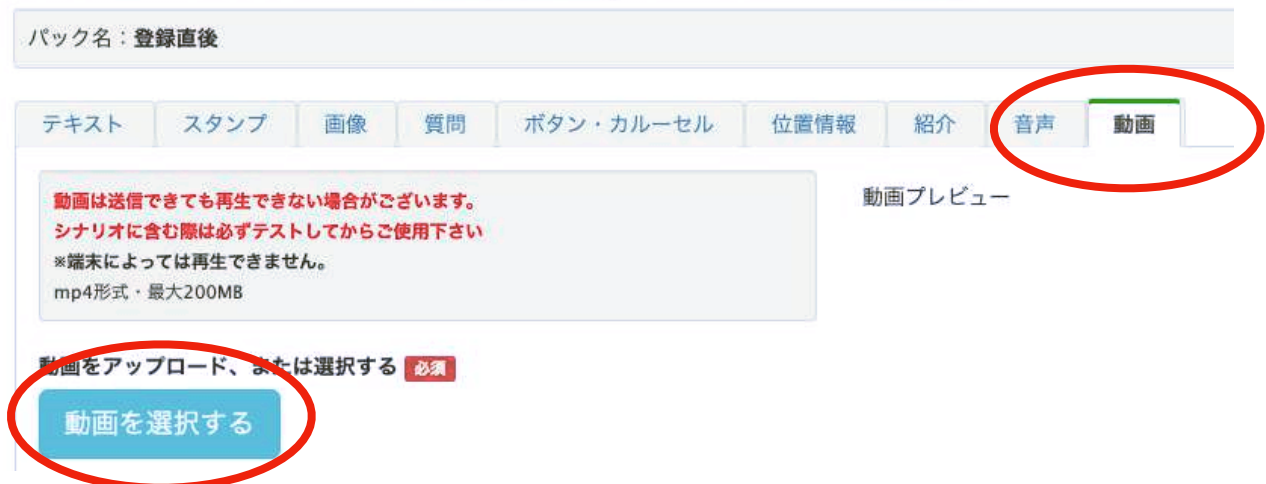 パック名：登録直後
テキスト スタンプ 画像 質問 ボタン・カルーセル 位置情報 紹介 音声 動画
動画は送信できても再生できない場合がございます。
シナリオに含む際は必ずテストしてからご使用下さい
※端末によっては再生できません。
mp4形式・最大200MB
動画プレビュー
動画をアップロード、または選択する 必須
動画を選択する